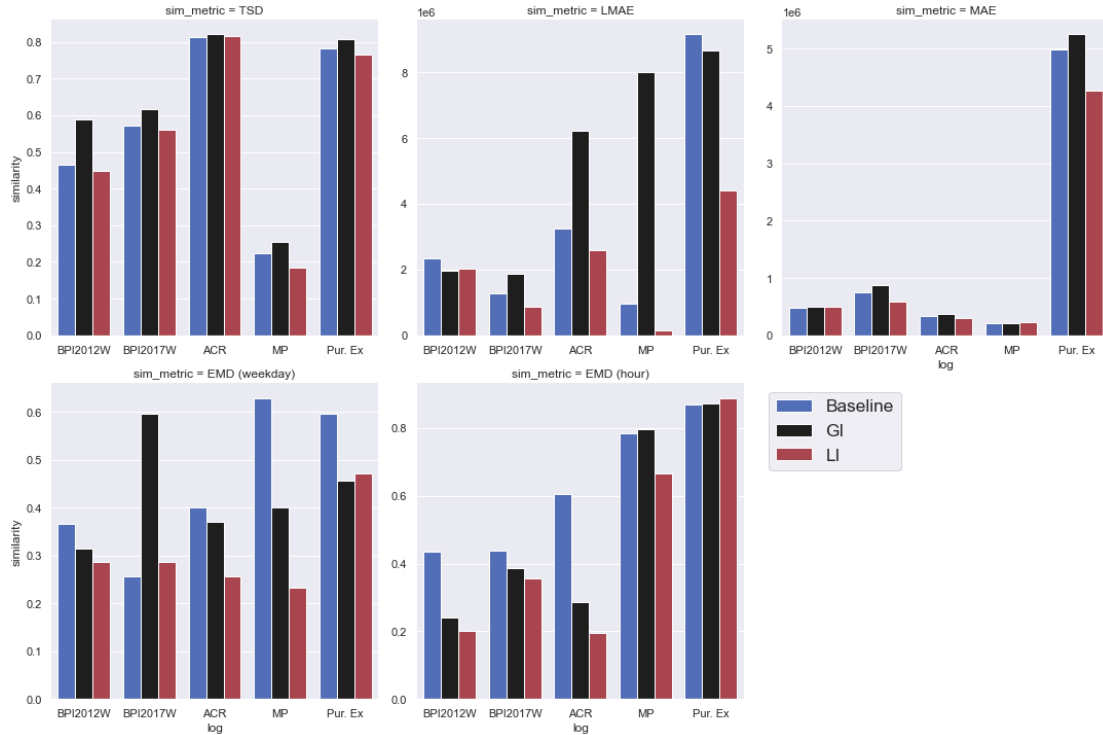 sim_metric = TSD
similarity
0.8
0.7
0.6
0.5
0.4
0.3
0.2
0.1
0.0
BPI2012W BPI2017W ACR MP Pur. Ex
sim_metric = LMAE
1e6
8
6
4
2
0
BPI2012W BPI2017W ACR MP Pur. Ex
sim_metric = MAE
1e6
5
4
3
2
1
0
BPI2012W BPI2017W ACR MP Pur. Ex
log
sim_metric = EMD (weekday)
similarity
0.6
0.5
0.4
0.3
0.2
0.1
0.0
BPI2012W BPI2017W ACR MP Pur. Ex
log
sim_metric = EMD (hour)
0.8
0.6
0.4
0.2
0.0
BPI2012W BPI2017W ACR MP Pur. Ex
log
Baseline
GI
LI